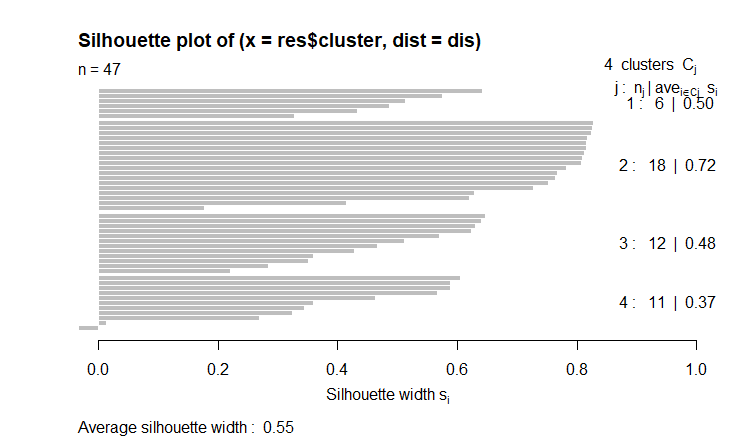 Silhouette plot of (x = res$cluster, dist = dis)
n = 47
4 clusters Cj
j : nj | avei∈Cj si
1 : 6 | 0.50
2 : 18 | 0.72
3 : 12 | 0.48
4 : 11 | 0.37
0.0 0.2 0.4 0.6 0.8 1.0
Silhouette width si
Average silhouette width : 0.55